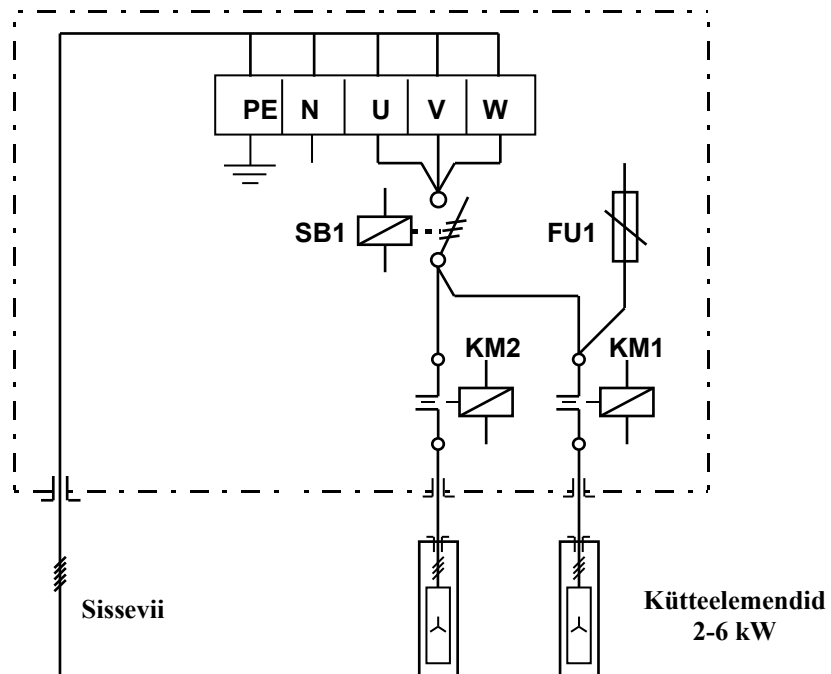 PE N U V W
SB1
FU1
KM2
KM1
Sissevii
Kütteelemendid
2-6 kW